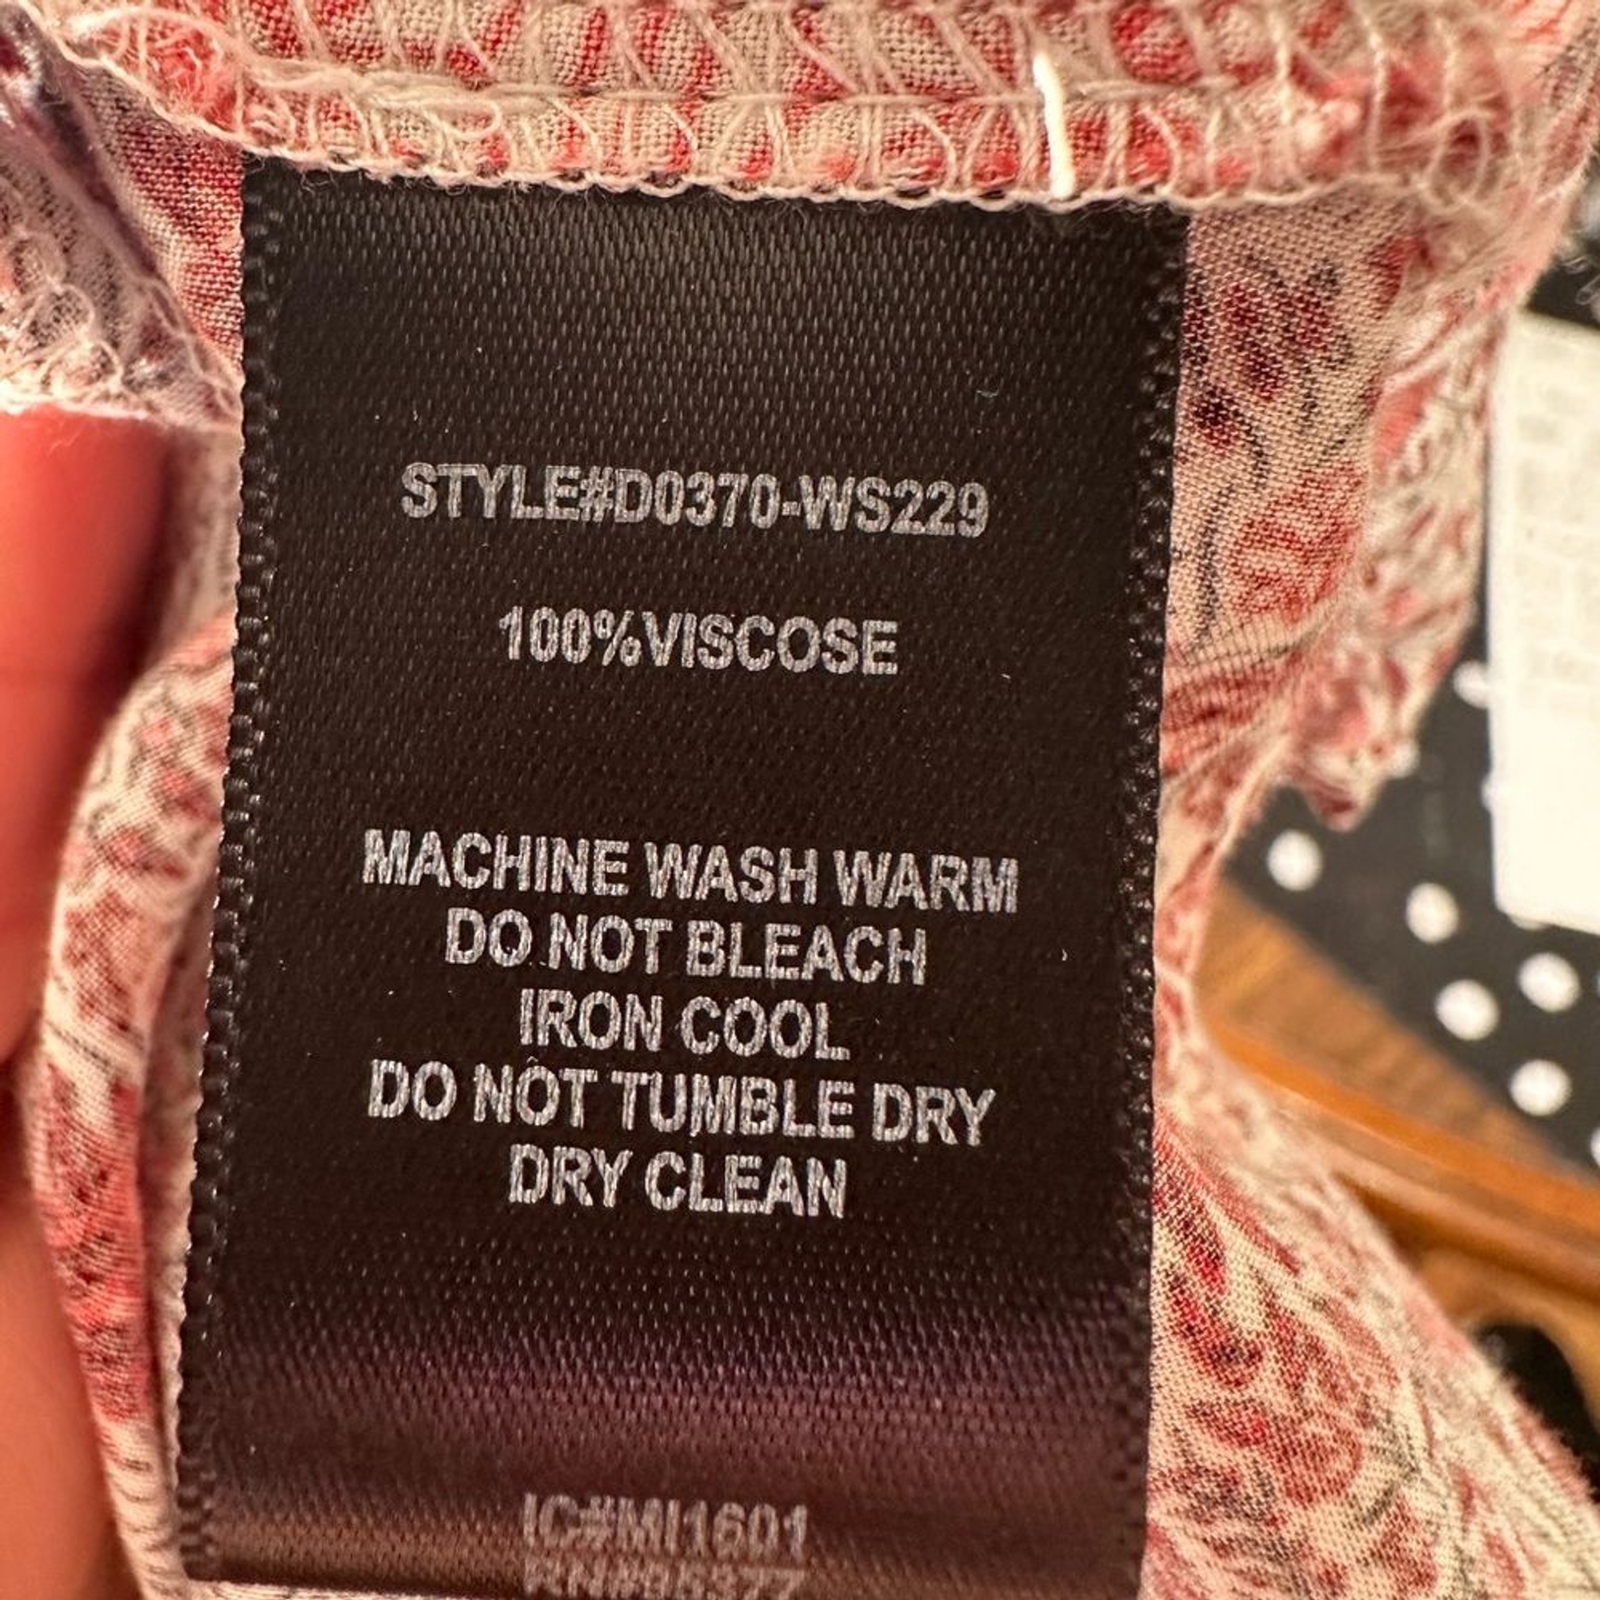 STYLE#D0370-WS229
100%VISCOSE
MACHINE WASH WARM
DO NOT BLEACH
IRON COOL
DO NOT TUMBLE DRY
DRY CLEAN
IC#MI1601